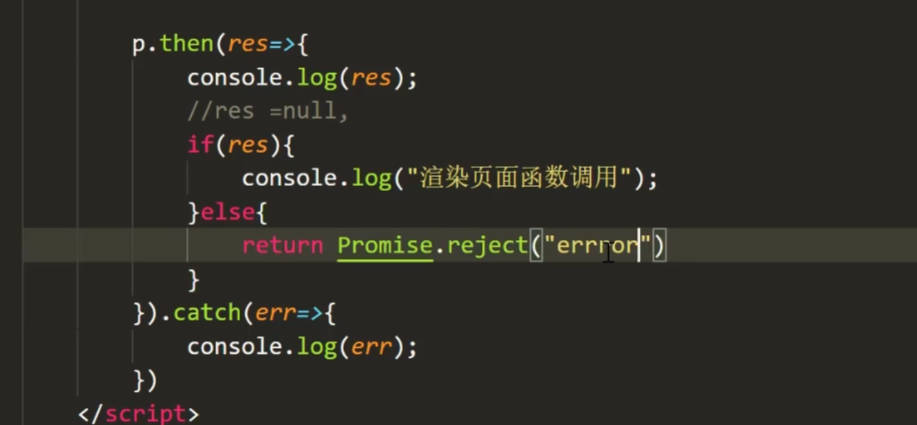 p.then(res=>{
console.log(res);
//res =null,
if(res){
console.log("渲染页面函数调用");
}else{
return Promise.reject("errror")
}
}).catch(err=>{
console.log(err);
})
</script>